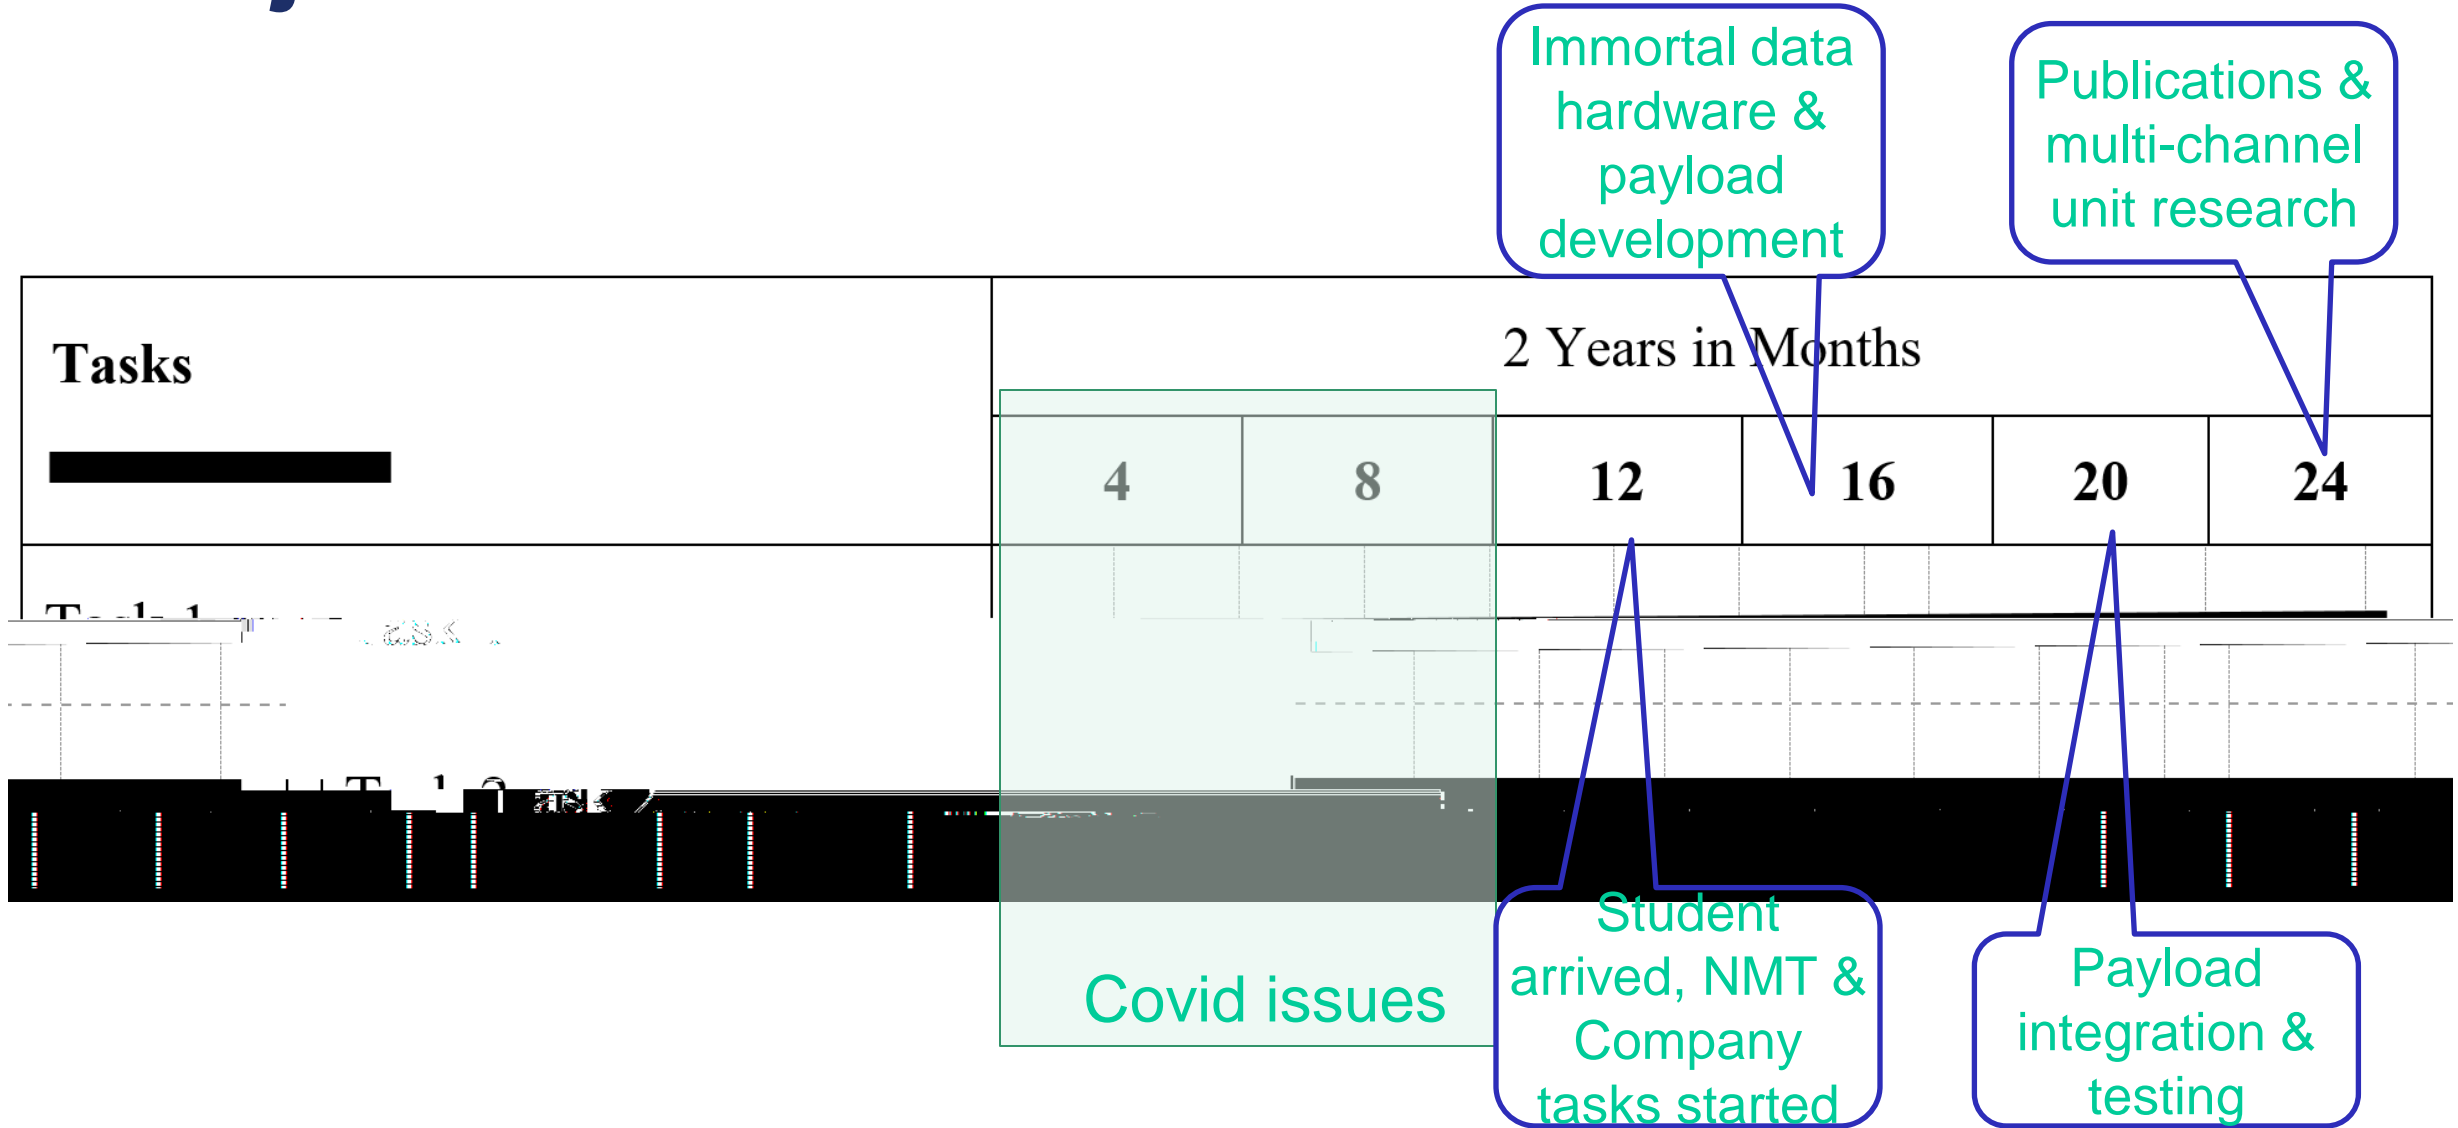 Immortal data
hardware &
payload
development
Publications &
multi-channel
unit research
Tasks
2 Years in Months
4
8
12
16
20
24
Covid issues
Student
arrived, NMT &
Company
tasks started
Payload
integration &
testing